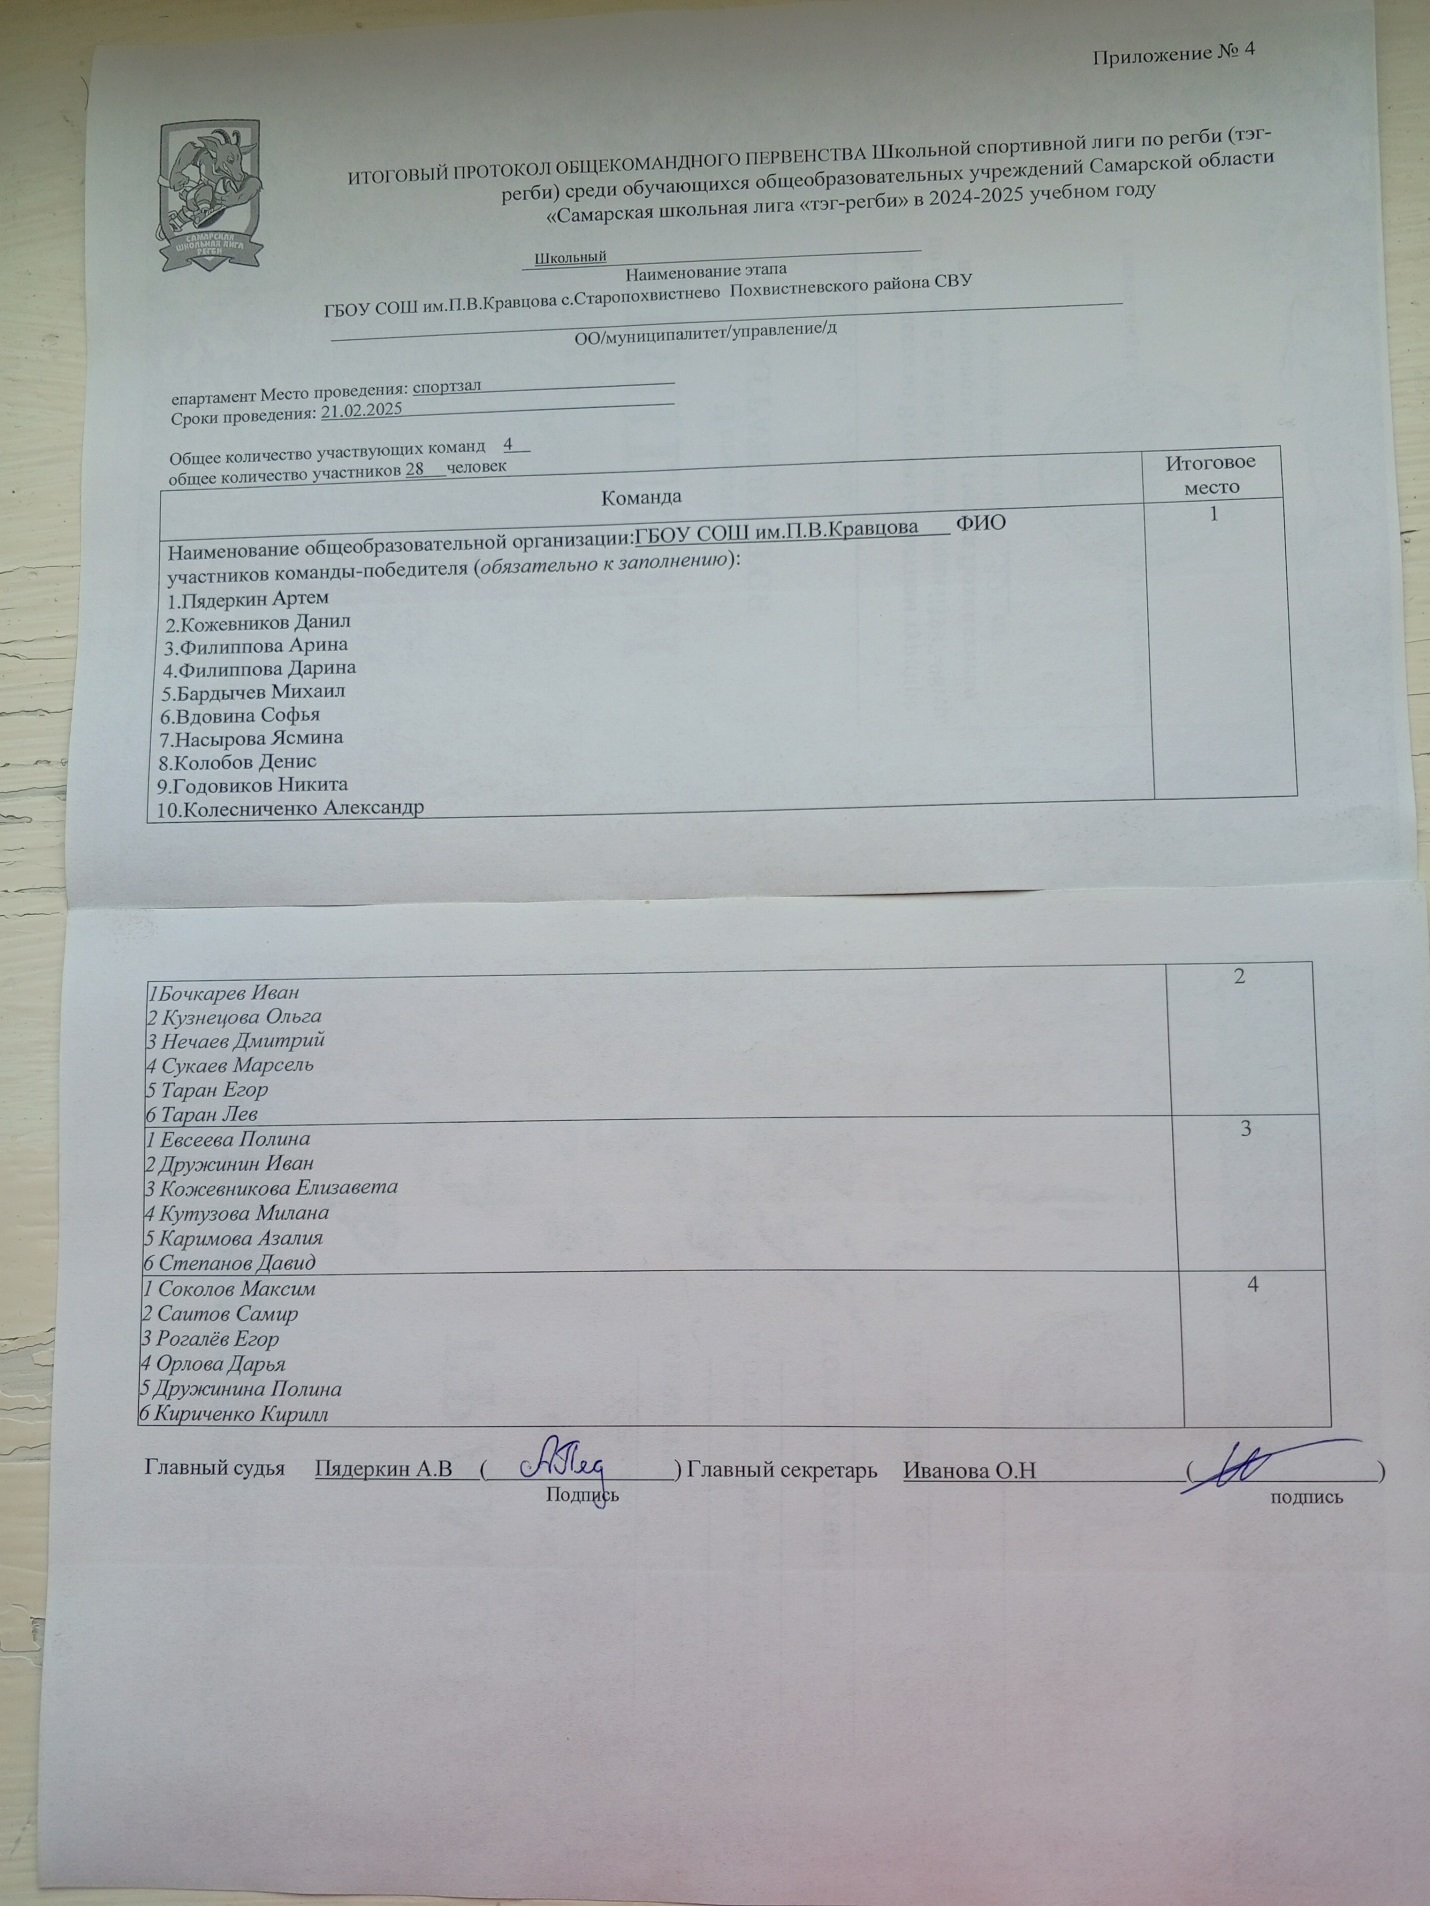 Приложение № 4
САМАРСКАЯ
ШКОЛЬНАЯ ЛИГА
РЕГБИ
ИТОГОВЫЙ ПРОТОКОЛ ОБЩЕКОМАНДНОГО ПЕРВЕНСТВА Школьной спортивной лиги по регби (тэг-
регби) среди обучающихся общеобразовательных учреждений Самарской области
«Самарская школьная лига «тэг-регби» в 2024-2025 учебном году
Школьный
Наименование этапа
ГБОУ СОШ им.П.В.Кравцова с.Старопохвистнево Похвистневского района СВУ
ОО/муниципалитет/управление/д
епартамент Место проведения: спортзал
Сроки проведения: 21.02.2025
Общее количество участвующих команд 4
общее количество участников 28 человек
Команда
Итоговое
место
Наименование общеобразовательной организации:ГБОУ СОШ им.П.В.Кравцова ФИО
участников команды-победителя (обязательно к заполнению):
1.Пядеркин Артем
2.Кожевников Данил
3.Филиппова Арина
4.Филиппова Дарина
5.Бардычев Михаил
6.Вдовина Софья
7.Насырова Ясмина
8.Колобов Денис
9.Годовиков Никита
10.Колесниченко Александр
1
1Бочкарев Иван
2 Кузнецова Ольга
3 Нечаев Дмитрий
4 Сукаев Марсель
5 Таран Егор
6 Таран Лев
2
1 Евсеева Полина
2 Дружинин Иван
3 Кожевникова Елизавета
4 Кутузова Милана
5 Каримова Азалия
6 Степанов Давид
3
1 Соколов Максим
2 Саитов Самир
3 Рогалёв Егор
4 Орлова Дарья
5 Дружинина Полина
6 Кириченко Кирилл
4
Главный судья Пядеркин А.В ( ) Главный секретарь Иванова О.Н ( )
Подпись подпись